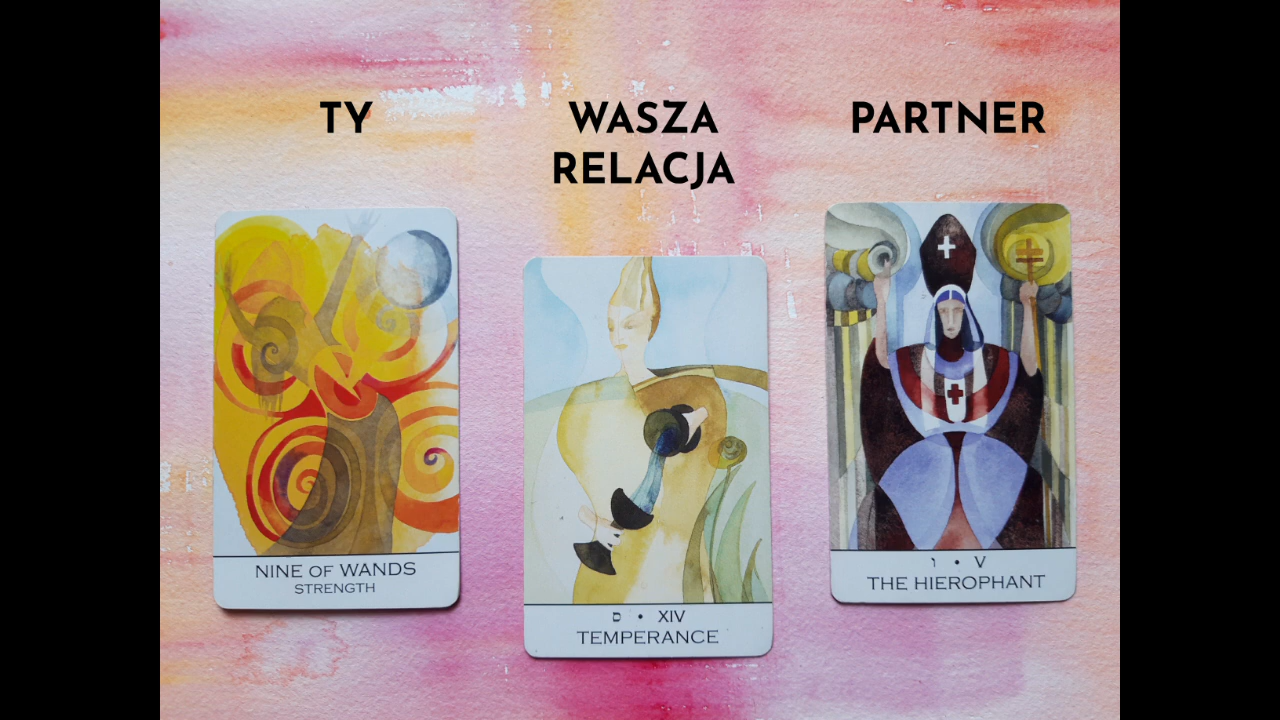 TY
WASZA
RELACJA
PARTNER
NINE OF WANDS
STRENGTH
ס • XIV
TEMPERANCE
ו • V
THE HIEROPHANT